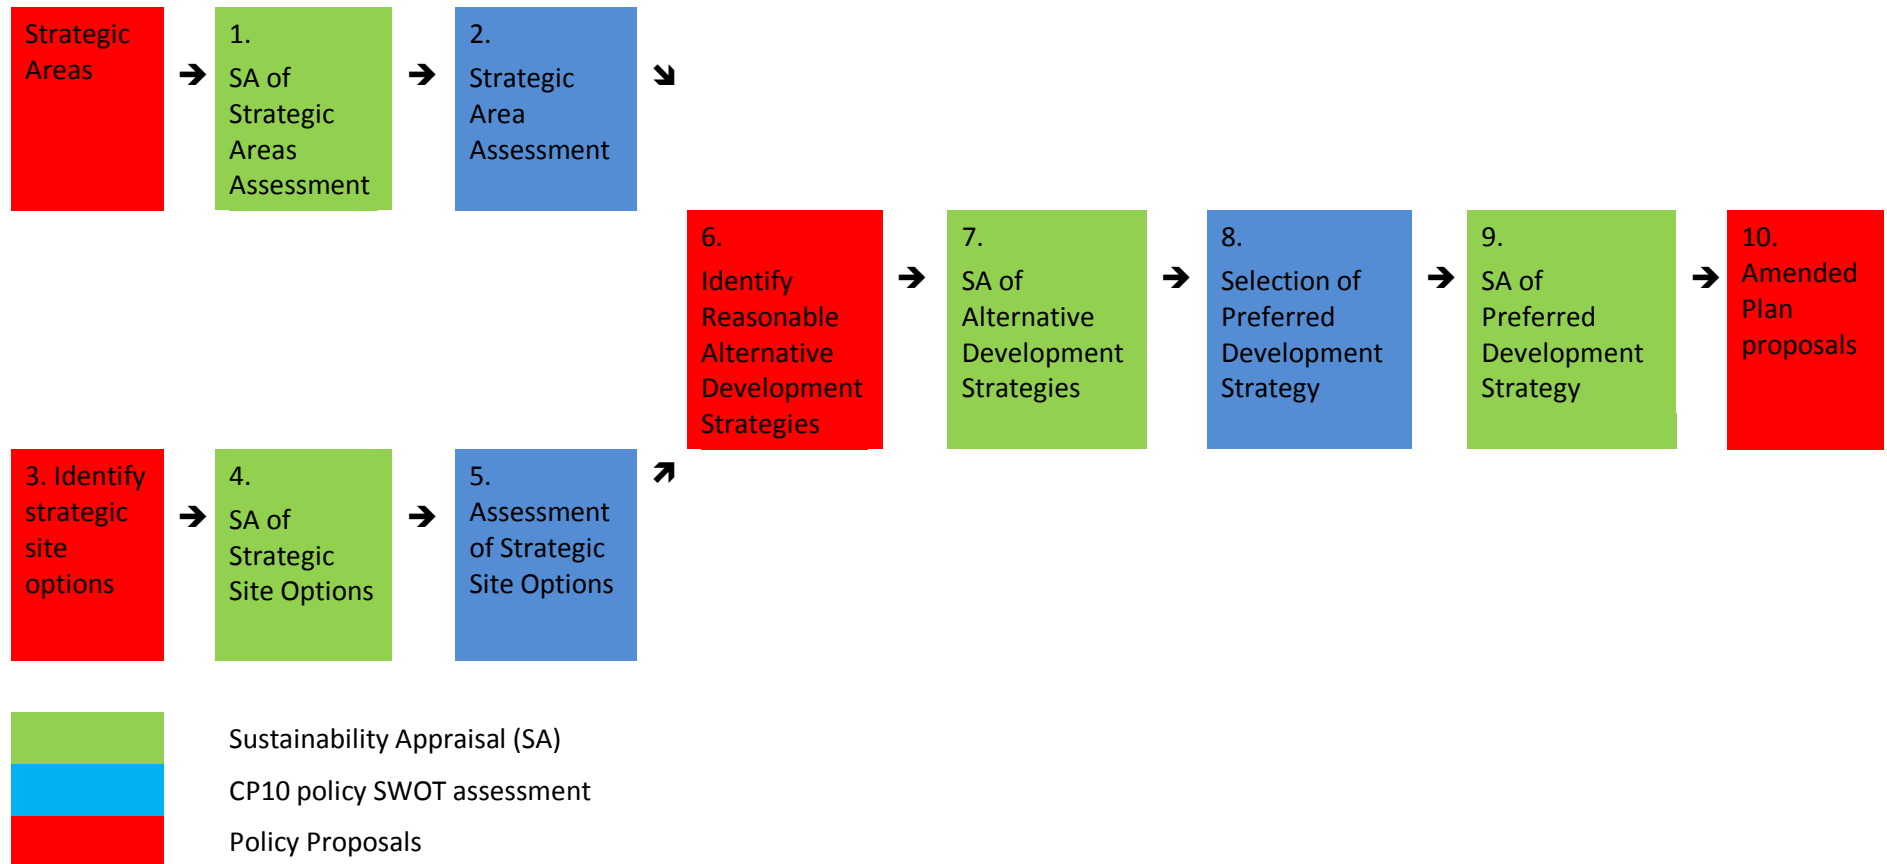 Strategic
Areas
1.
SA of
Strategic
Areas
Assessment
2.
Strategic
Area
Assessment
3. Identify
strategic
site
options
4.
SA of
Strategic
Site Options
5.
Assessment
of Strategic
Site Options
6.
Identify
Reasonable
Alternative
Development
Strategies
7.
SA of
Alternative
Development
Strategies
8.
Selection of
Preferred
Development
Strategy
9.
SA of
Preferred
Development
Strategy
10.
Amended
Plan
proposals
Sustainability Appraisal (SA)
CP10 policy SWOT assessment
Policy Proposals